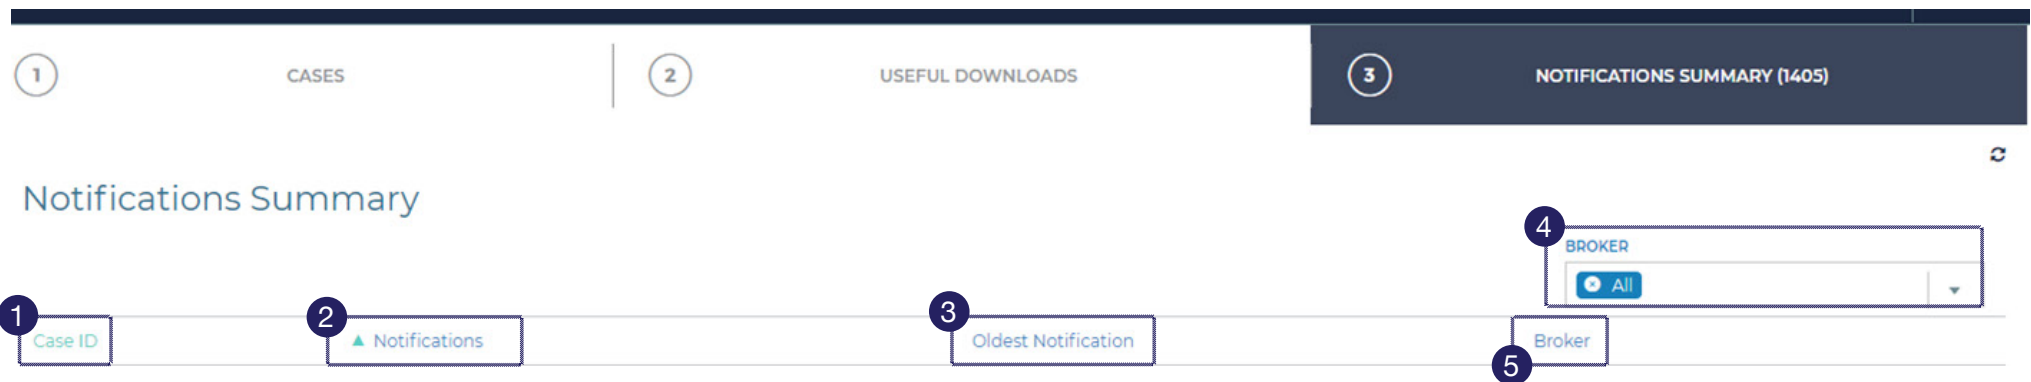 1 CASES 2 USEFUL DOWNLOADS 3 NOTIFICATIONS SUMMARY (1405)
Notifications Summary
4
BROKER
All
1 2 3
Case ID ▲ Notifications Oldest Notification Broker
5